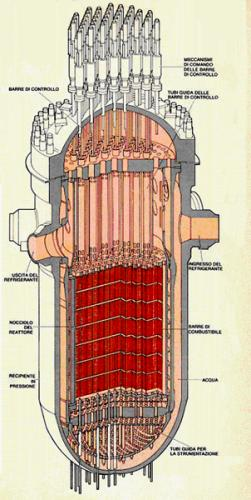 MECCANISMI
DI COMANDO
DELLE BARRE
DI CONTROLLO
BARRE DI CONTROLLO
TUBI GUIDA DELLE
BARRE DI CONTROLLO
USCITA DEL
REFRIGERANTE
INGRESSO DEL
REFRIGERANTE
NOCCIOLO
DEL
REATTORE
BARRE DI
COMBUSTIBILE
RECIPIENTE
IN
PRESSIONE
ACQUA
TUBI GUIDA PER
LA STRUMENTAZIONE